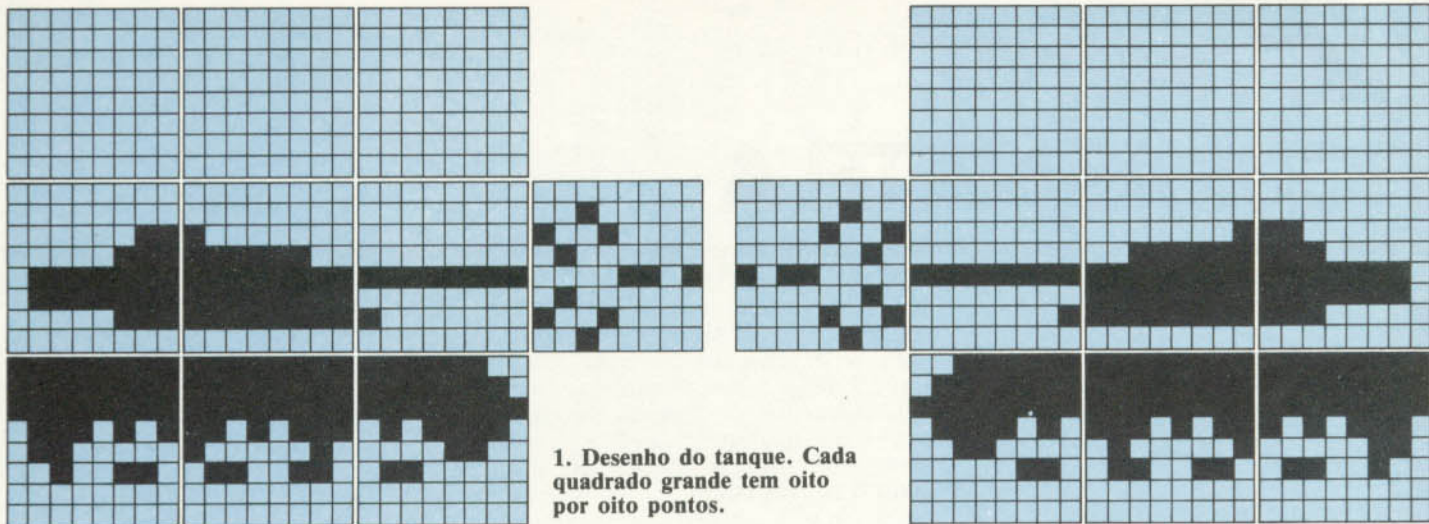 1. Desenho do tanque. Cada
quadrado grande tem oito
por oito pontos.